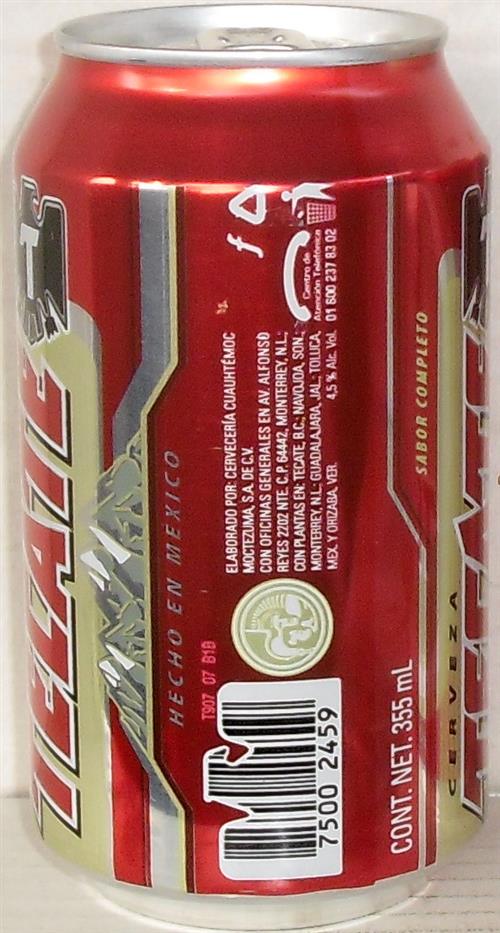 TECATE
T
HECHO EN MÉXICO
T907 07 B1B
ELABORADO POR: CERVECERÍA CUAUHTÉMOC
MOCTEZUMA, S.A. DE C.V.
CON OFICINAS GENERALES EN AV. ALFONSO
REYES 2202 NTE. C.P. 64442, MONTERREY, N.L.;
CON PLANTAS EN: TECATE, B.C.; NAVOJOA, SON.;
MONTERREY, N.L.; GUADALAJARA, JAL.; TOLUCA,
MEX. Y ORIZABA, VER.
4,5 % Alc. Vol.
Centro de
Atención Telefónica
01 800 237 83 02
7500 2459
CONT. NET. 355 mL
SABOR COMPLETO
CERVEZA